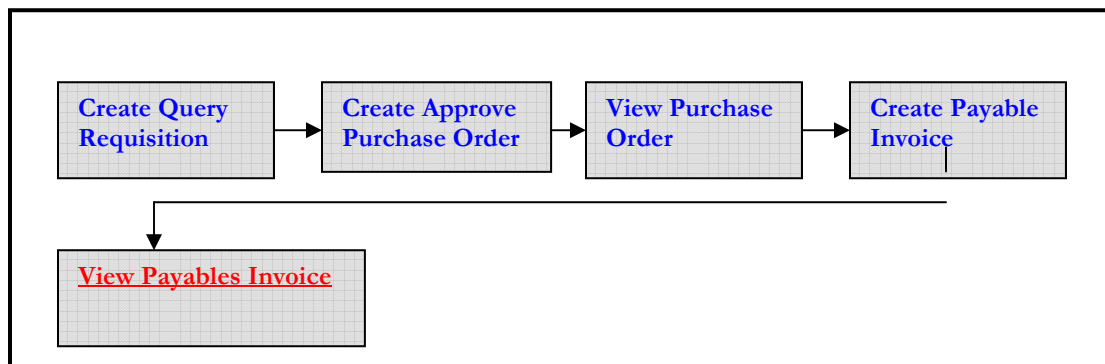 Create Query
Requisition
Create Approve
Purchase Order
View Purchase
Order
Create Payable
Invoice
View Payables Invoice